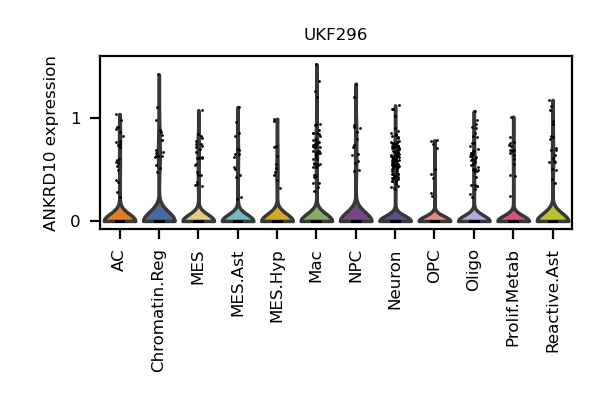 UKF296
ANKRD10 expression
1
0
AC
Chromatin.Reg
MES
MES.Ast
MES.Hyp
Mac
NPC
Neuron
OPC
Oligo
Prolif.Metab
Reactive.Ast